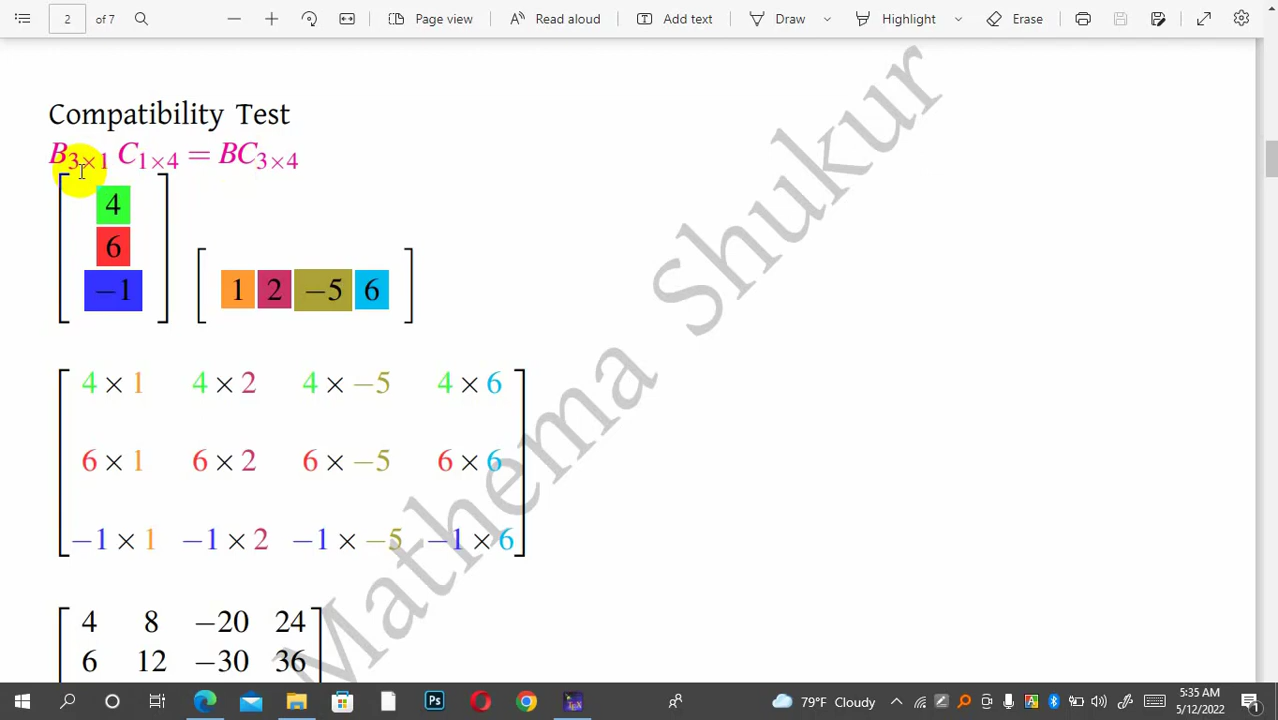 2 of 7 Page view Read aloud Add text Draw Highlight Erase
Compatibility Test
B₃×₁ C₁×₄ = BC₃×₄
4
6
−1
1 2 −5 6
4 × 1 4 × 2 4 × −5 4 × 6
6 × 1 6 × 2 6 × −5 6 × 6
−1 × 1 −1 × 2 −1 × −5 −1 × 6
4 8 −20 24
6 12 −30 36
Mathema Shukur
79°F Cloudy
5:35 AM
5/12/2022